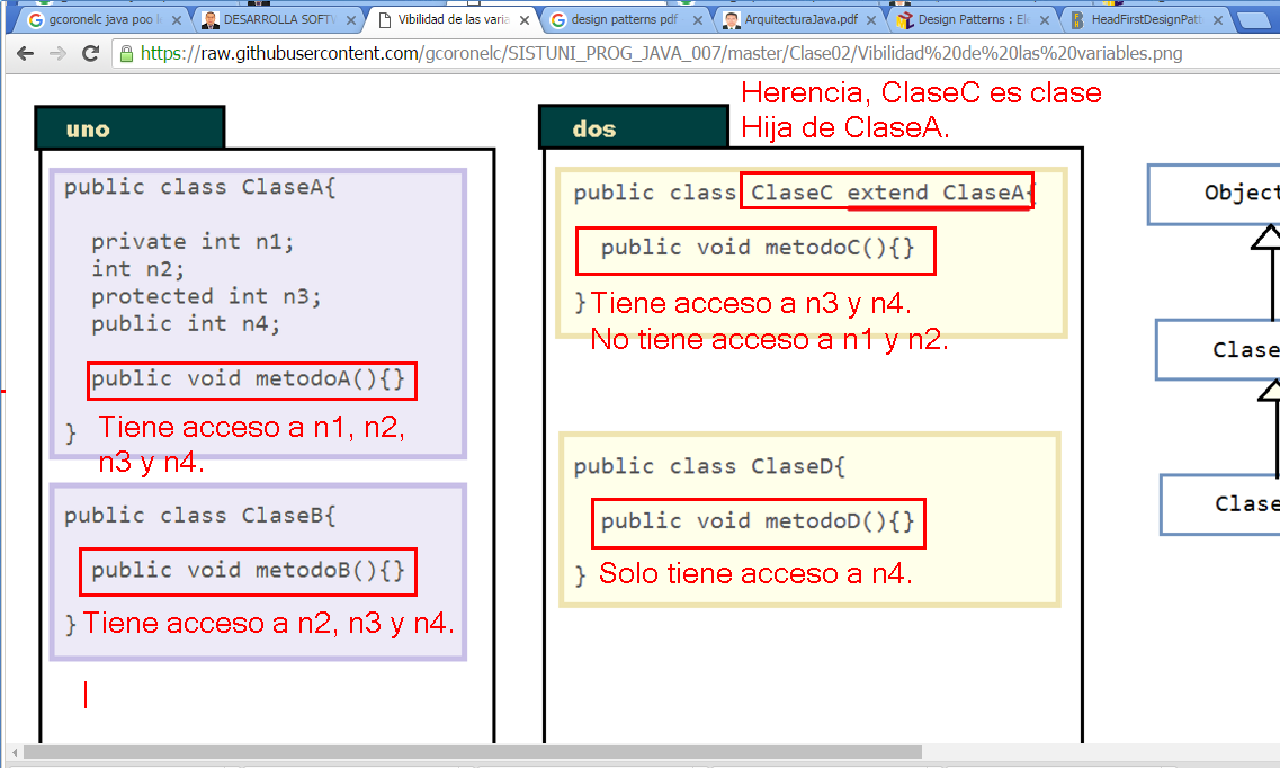 gcoronelc java poo l
DESARROLLA SOFTW
Vibilidad de las varia
design patterns pdf
ArquitecturaJava.pdf
Design Patterns : Ele
HeadFirstDesignPatt
https://raw.githubusercontent.com/gcoronelc/SISTUNI_PROG_JAVA_007/master/Clase02/Vibilidad%20de%20las%20variables.png
uno
public class ClaseA{
private int n1;
int n2;
protected int n3;
public int n4;
public void metodoA(){}
} Tiene acceso a n1, n2,
n3 y n4.
public class ClaseB{
public void metodoB(){}
} Tiene acceso a n2, n3 y n4.
dos
Herencia, ClaseC es clase
Hija de ClaseA.
public class ClaseC extend ClaseA{
public void metodoC(){}
} Tiene acceso a n3 y n4.
No tiene acceso a n1 y n2.
public class ClaseD{
public void metodoD(){}
} Solo tiene acceso a n4.
Object
Clase
Clase